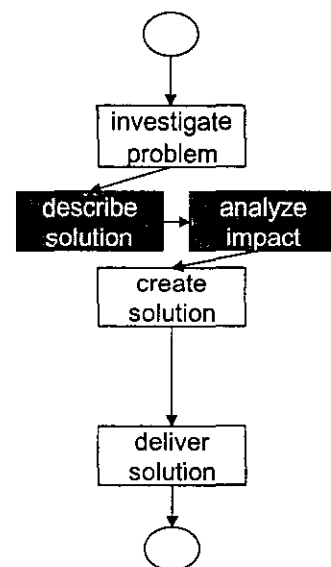 investigate
problem
describe
solution
analyze
impact
create
solution
deliver
solution